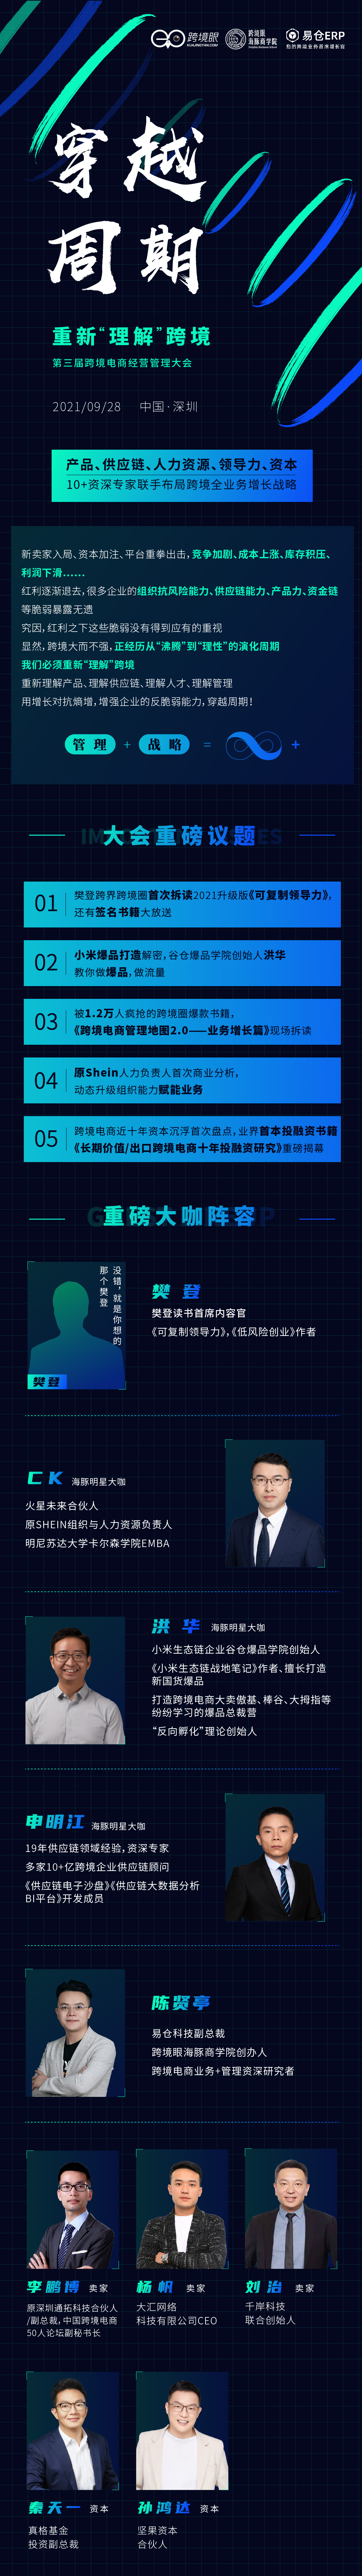 跨境眼
KUAJINGYAN.COM
跨境眼
海豚商学院
易仓ERP
穿越
周期
重新“理解”跨境
第三届跨境电商经营管理大会
2021/09/28 中国·深圳
产品、供应链、人力资源、领导力、资本
10+资深专家联手布局跨境全业务增长战略
新卖家入局、资本加注、平台重拳出击，竞争加剧、成本上涨、库存积压、
利润下滑……
红利逐渐退去，很多企业的组织抗风险能力、供应链能力、产品力、资金链
等脆弱暴露无遗
究因，红利之下这些脆弱没有得到应有的重视
显然，跨境大而不强，正经历从“沸腾”到“理性”的演化周期
我们必须重新“理解”跨境
重新理解产品、理解供应链、理解人才、理解管理
用增长对抗熵增，增强企业的反脆弱能力，穿越周期！
管理 + 战略 = +
大会重磅议题
01 樊登跨界跨境圈首次拆读2021升级版《可复制领导力》，
还有签名书籍大放送
02 小米爆品打造解密，谷仓爆品学院创始人洪华
教你做爆品，做流量
03 被1.2万人疯抢的跨境圈爆款书籍，
《跨境电商管理地图2.0——业务增长篇》现场拆读
04 原Shein人力负责人首次商业分析，
动态升级组织能力赋能业务
05 跨境电商近十年资本沉浮首次盘点，业界首本投融资书籍
《长期价值/出口跨境电商十年投融资研究》重磅揭幕
重磅大咖阵容
没错，就是你想的
那个樊登
樊登
樊登
樊登读书首席内容官
《可复制领导力》，《低风险创业》作者
CK 海豚明星大咖
火星未来合伙人
原SHEIN组织与人力资源负责人
明尼苏达大学卡尔森学院EMBA
洪华 海豚明星大咖
小米生态链企业谷仓爆品学院创始人
《小米生态链战地笔记》作者、擅长打造
新国货爆品
打造跨境电商大卖傲基、棒谷、大拇指等
纷纷学习的爆品总裁营
“反向孵化”理论创始人
申明江 海豚明星大咖
19年供应链领域经验，资深专家
多家10+亿跨境企业供应链顾问
《供应链电子沙盘》《供应链大数据分析
BI平台》开发成员
陈贤亭
易仓科技副总裁
跨境眼海豚商学院创办人
跨境电商业务+管理资深研究者
李鹏博 卖家
原深圳通拓科技合伙人
/副总裁，中国跨境电商
50人论坛副秘书长
杨帆 卖家
大汇网络
科技有限公司CEO
刘治 卖家
千岸科技
联合创始人
秦天一 资本
真格基金
投资副总裁
孙鸿达 资本
坚果资本
合伙人